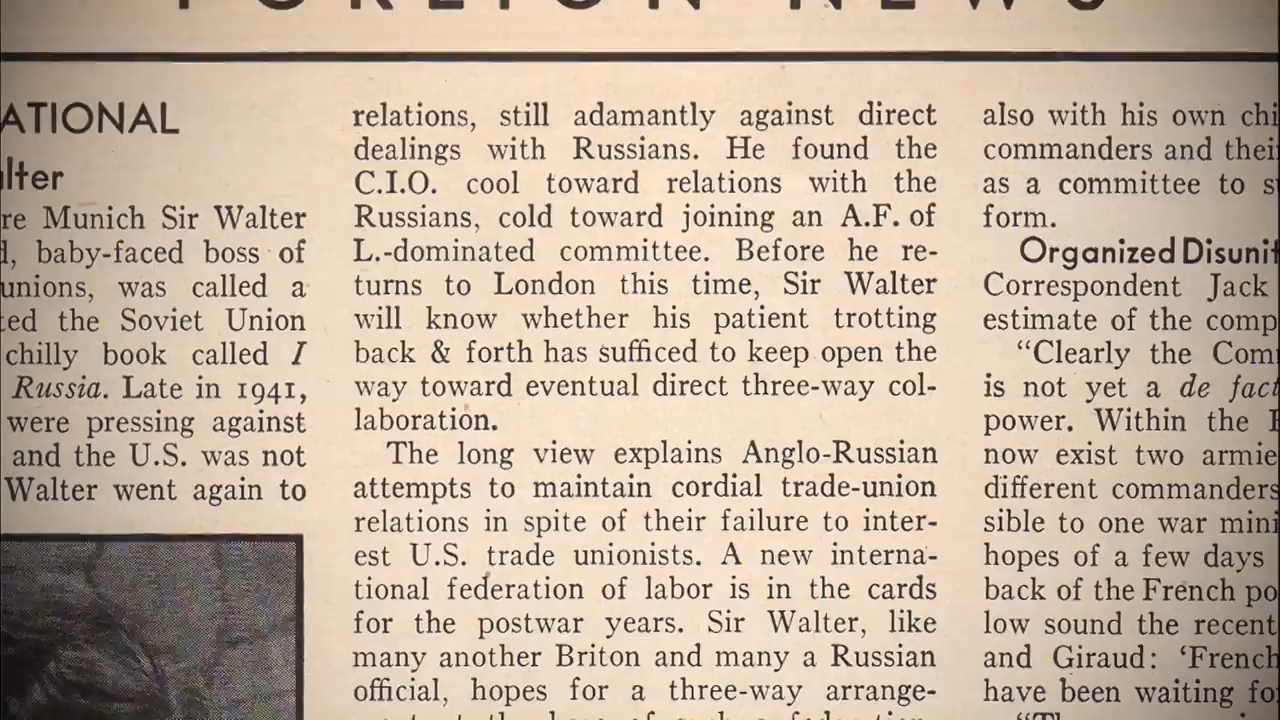 FOREIGN NEWS
ATIONAL
lter
re Munich Sir Walter
baby-faced boss of
unions, was called a
ted the Soviet Union
chilly book called I
Russia. Late in 1941,
were pressing against
and the U.S. was not
Walter went again to
relations, still adamantly against direct
dealings with Russians. He found the
C.I.O. cool toward relations with the
Russians, cold toward joining an A.F. of
L.-dominated committee. Before he re-
turns to London this time, Sir Walter
will know whether his patient trotting
back & forth has sufficed to keep open the
way toward eventual direct three-way col-
laboration.
The long view explains Anglo-Russian
attempts to maintain cordial trade-union
relations in spite of their failure to inter-
est U.S. trade unionists. A new interna-
tional federation of labor is in the cards
for the postwar years. Sir Walter, like
many another Briton and many a Russian
official, hopes for a three-way arrange-
also with his own chi
commanders and thei
as a committee to s
form.
Organized Disunit
Correspondent Jack
estimate of the comp
“Clearly the Com
is not yet a de fact
power. Within the
now exist two armie
different commanders
sible to one war mini
hopes of a few days
back of the French po
low sound the recent
and Giraud: ‘French
have been waiting fo